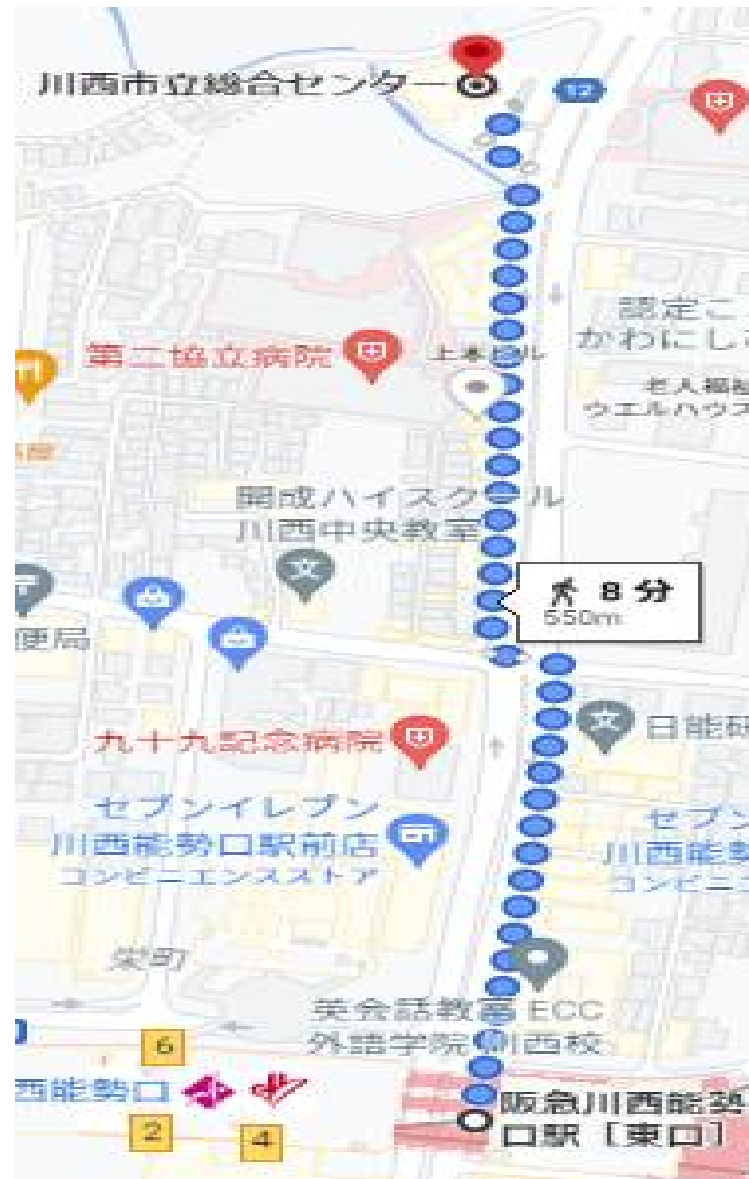 川西市立総合センター
12
認定こ
かわにし
第二協立病院
上本ビル
老人福祉
ウエルハウス
開成ハイスクール
川西中央教室
文
8 分
550m
便局
九十九記念病院
文
日能研
セブンイレブン
川西能勢口駅前店
コンビニエンスストア
セブン
川西能勢
コンビニ
栄町
英会話教室 ECC
外語学院 川西校
6
西能勢口
2
4
阪急川西能勢
口駅 [東口]